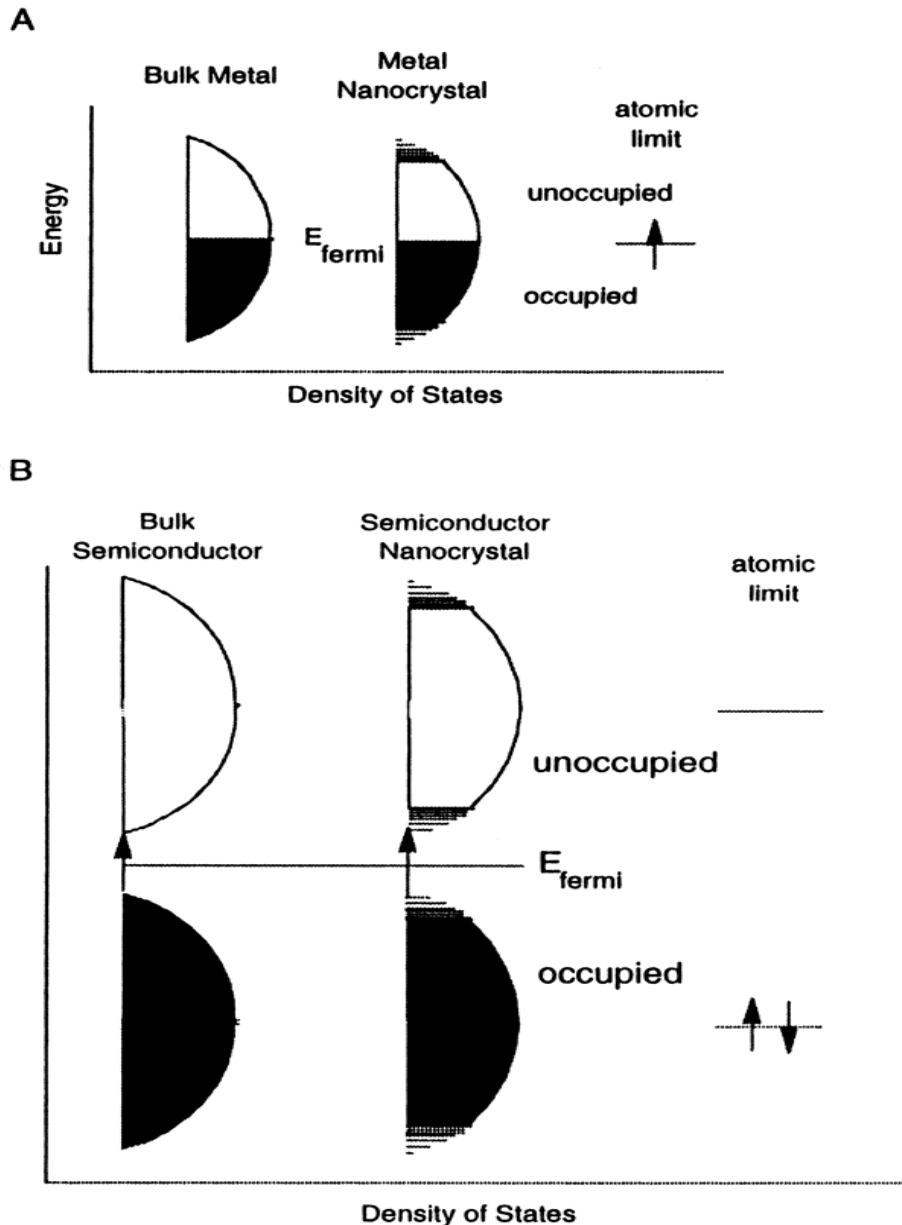 A
Bulk Metal
Metal
Nanocrystal
atomic
limit
unoccupied
Energy
E
fermi
occupied
Density of States
B
Bulk
Semiconductor
Semiconductor
Nanocrystal
atomic
limit
unoccupied
E
fermi
occupied
Density of States